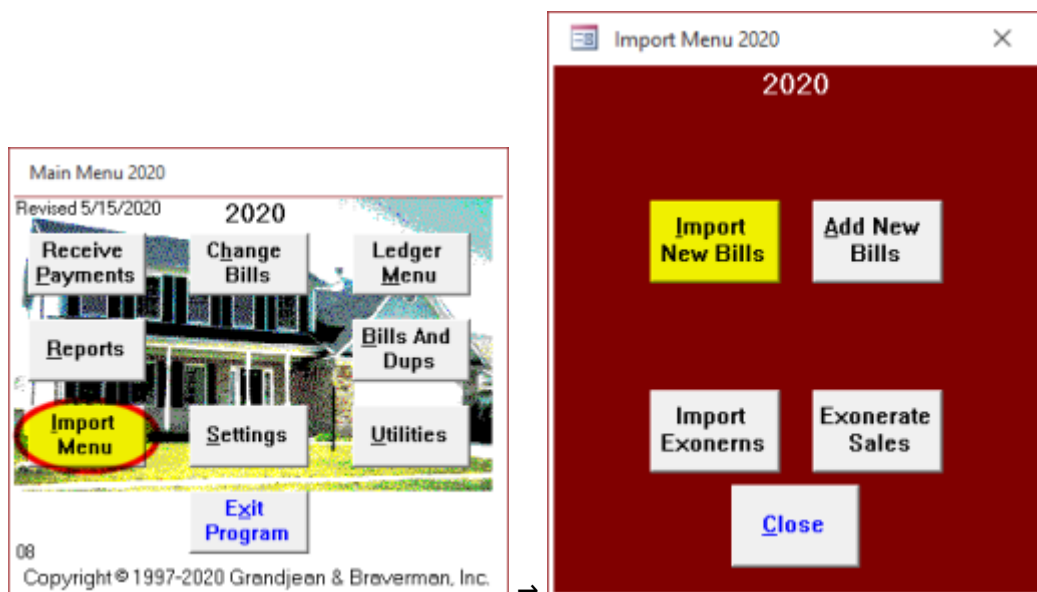 Main Menu 2020
Revised 5/15/2020
2020
Receive
Payments
Change
Bills
Ledger
Menu
Reports
Bills And
Dups
Import
Menu
Settings
Utilities
Exit
Program
08
Copyright © 1997-2020 Grandjean & Braverman, Inc.
Import Menu 2020
2020
Import
New Bills
Add New
Bills
Import
Exonerns
Exonerate
Sales
Close